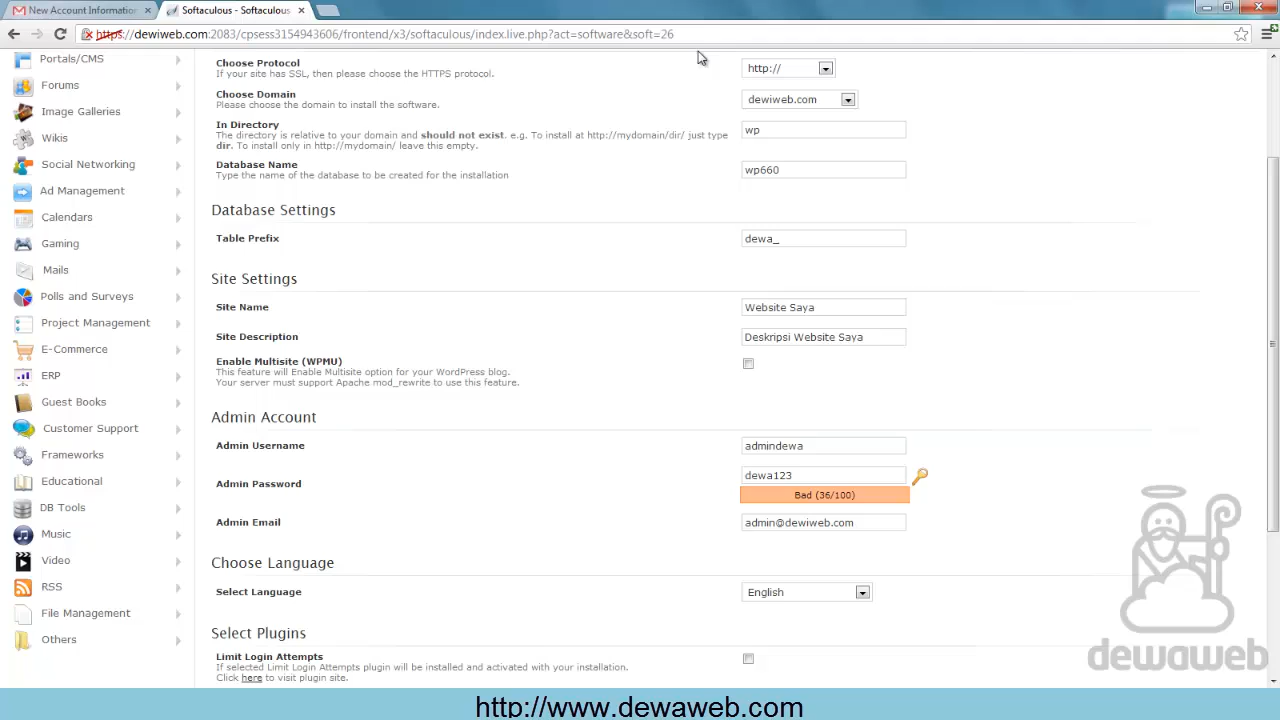 New Account Information
Softaculous - Softaculous
https://dewiweb.com:2083/cpsess3154943606/frontend/x3/softaculous/index.live.php?act=software&soft=26
Portals/CMS
Forums
Image Galleries
Wikis
Social Networking
Ad Management
Calendars
Gaming
Mails
Polls and Surveys
Project Management
E-Commerce
ERP
Guest Books
Customer Support
Frameworks
Educational
DB Tools
Music
Video
RSS
File Management
Others
Choose Protocol
If your site has SSL, then please choose the HTTPS protocol.
http://
Choose Domain
Please choose the domain to install the software.
dewiweb.com
In Directory
The directory is relative to your domain and should not exist. e.g. To install at http://mydomain/dir/ just type
dir. To install only in http://mydomain/ leave this empty.
wp
Database Name
Type the name of the database to be created for the installation
wp660
Database Settings
Table Prefix
dewa_
Site Settings
Site Name
Website Saya
Site Description
Deskripsi Website Saya
Enable Multisite (WPMU)
This feature will Enable Multisite option for your WordPress blog.
Your server must support Apache mod_rewrite to use this feature.
Admin Account
Admin Username
admindewa
Admin Password
dewa123
Bad (36/100)
Admin Email
admin@dewiweb.com
Choose Language
Select Language
English
Select Plugins
Limit Login Attempts
If selected Limit Login Attempts plugin will be installed and activated with your installation.
Click here to visit plugin site.
dewaweb
http://www.dewaweb.com